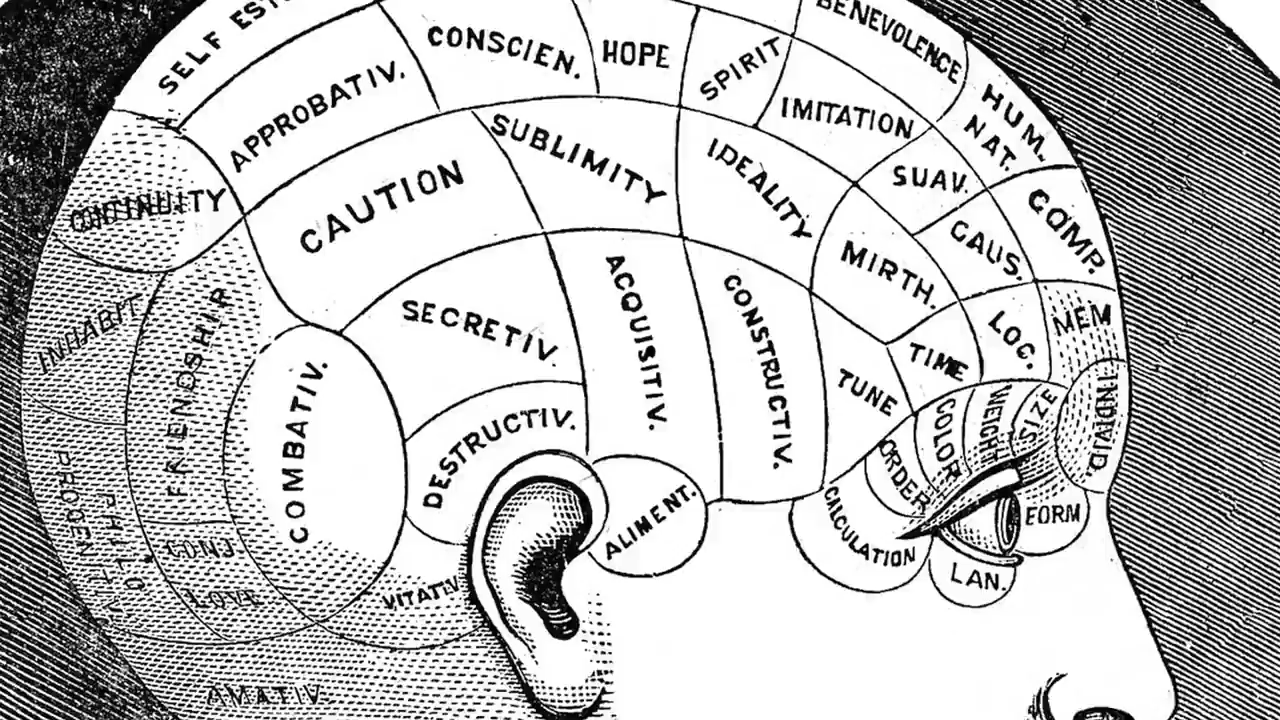 SELF EST
APPROBATIV.
CONSCIEN.
HOPE
SPIRIT
BENEVOLENCE
IMITATION
HUM.
NAT.
CONTINUITY
CAUTION
SUBLIMITY
IDEALITY
SUAV.
COMP.
MIRTH.
CAUS.
INHABIT.
FRIENDSHIP
SECRETIV.
ACQUISITIV.
CONSTRUCTIV.
TUNE
TIME
LOC.
MEM
COMBATIV.
DESTRUCTIV.
ORDER
COLOR
WEIGHT
SIZE
INDIVID.
PROGENITIV
PHILO
ALIMENT.
CALCULATION
FORM
LAN.
CONJ.
LOVE
VITATIV.
AMATIV.